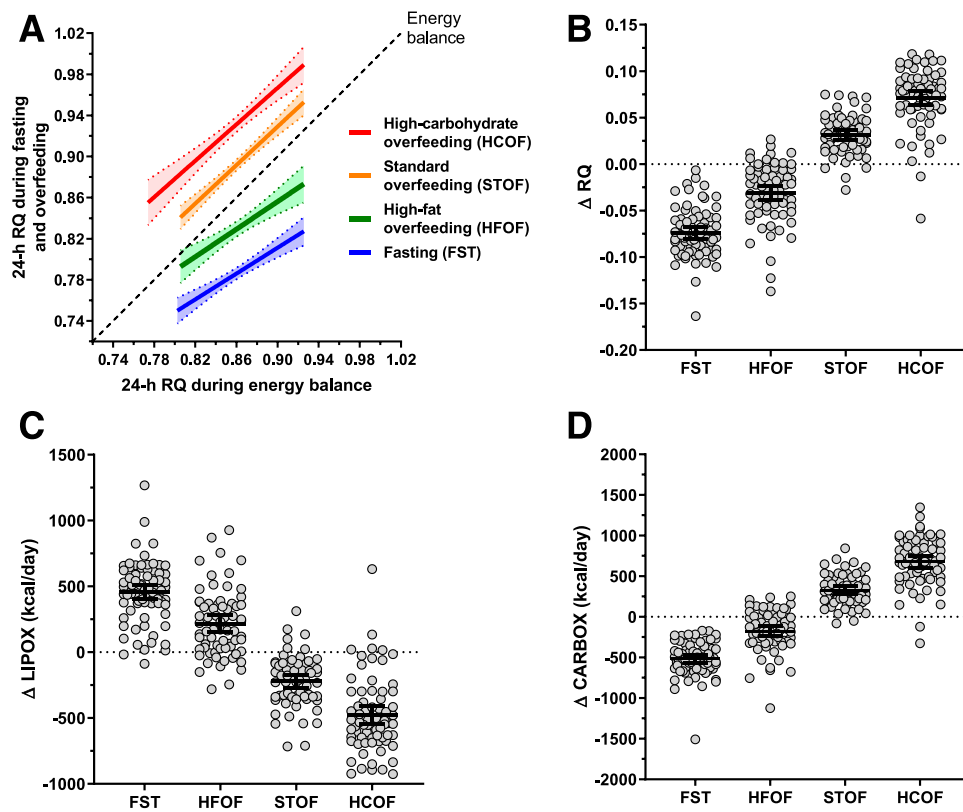 A
Energy
balance
1.02
0.98
0.94
0.90
0.86
0.82
0.78
0.74
24-h RQ during fasting
and overfeeding
0.74 0.78 0.82 0.86 0.90 0.94 0.98 1.02
24-h RQ during energy balance
High-carbohydrate
overfeeding (HCOF)
Standard
overfeeding (STOF)
High-fat
overfeeding (HFOF)
Fasting (FST)
B
0.15
0.10
0.05
0.00
-0.05
-0.10
-0.15
-0.20
Δ RQ
FST HFOF STOF HCOF
C
1500
1000
500
0
-500
-1000
Δ LIPOX (kcal/day)
FST HFOF STOF HCOF
D
2000
1500
1000
500
0
-500
-1000
-1500
-2000
Δ CARBOX (kcal/day)
FST HFOF STOF HCOF